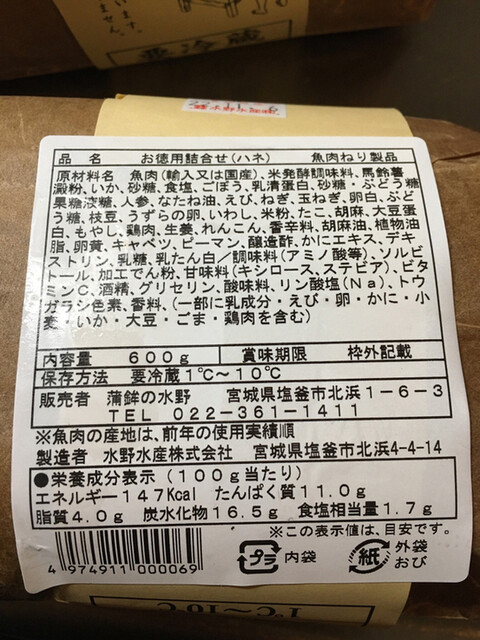 います。
ません。
要冷蔵
22.11.-6
品 名 お徳用詰合せ(ハネ) 魚肉ねり製品
原材料名 魚肉(輸入又は国産)、米発酵調味料、馬鈴薯
澱粉、いか、砂糖、食塩、ごぼう、乳清蛋白、砂糖・ぶどう糖
果糖液糖、人参、なたね油、えび、ねぎ、玉ねぎ、卵白、ぶど
う糖、枝豆、うずらの卵、いわし、米粉、たこ、胡麻、大豆蛋
白、もやし、鶏肉、生姜、れんこん、香辛料、胡麻油、植物油
脂、卵黄、キャベツ、ピーマン、醸造酢、かにエキス、デキ
ストリン、乳糖、乳たん白/調味料(アミノ酸等)、ソルビ
トール、加工でん粉、甘味料(キシロース、ステビア)、ビタ
ミンC、酒精、グリセリン、酸味料、リン酸塩(Na)、トウ
ガラシ色素、香料、(一部に乳成分・えび・卵・かに・小
麦・いか・大豆・ごま・鶏肉を含む)
内容量 600g 賞味期限 枠外記載
保存方法 要冷蔵1℃~10℃
販売者 蒲鉾の水野 宮城県塩釜市北浜1-6-3
TEL 022-361-1411
※魚肉の産地は、前年の使用実績順
製造者 水野水産株式会社 宮城県塩釜市北浜4-4-14
●栄養成分表示(100g当たり)
エネルギー147Kcal たんぱく質11.0g
脂質4.0g 炭水化物16.5g 食塩相当量1.7g
※この表示値は、目安です。
4 974911 000069
プラ 内袋
紙 外袋
おび
1℃~10℃